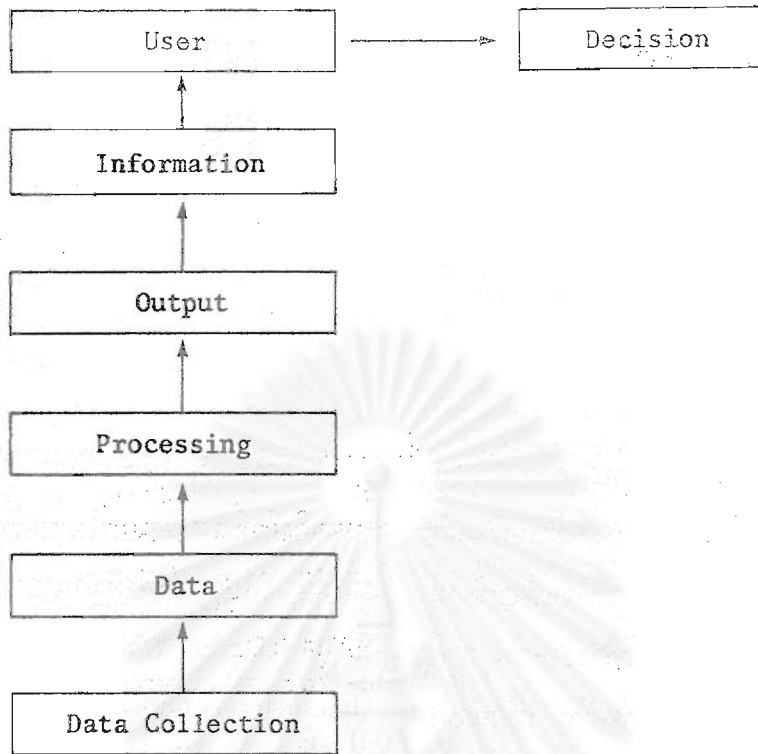 User
Decision
Information
Output
Processing
Data
Data Collection